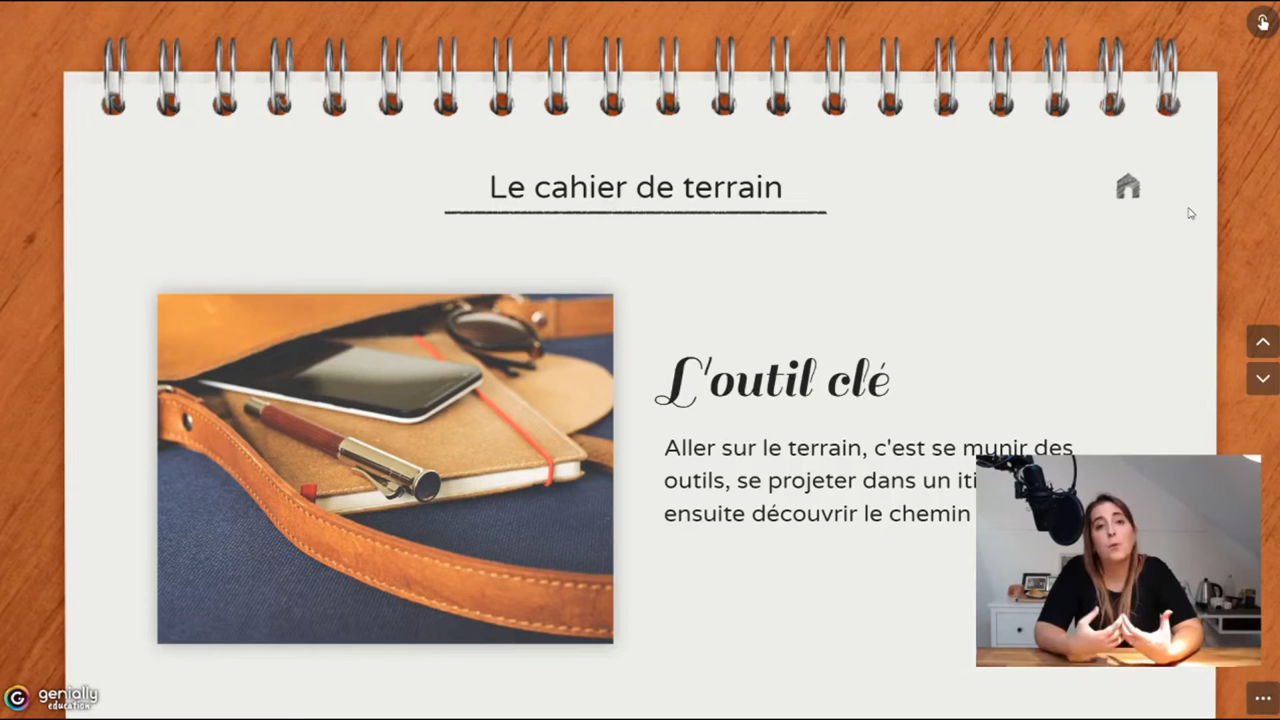 Le cahier de terrain
L'outil clé
Aller sur le terrain, c'est se munir des
outils, se projeter dans un
ensuite découvrir le chemin
genially
education